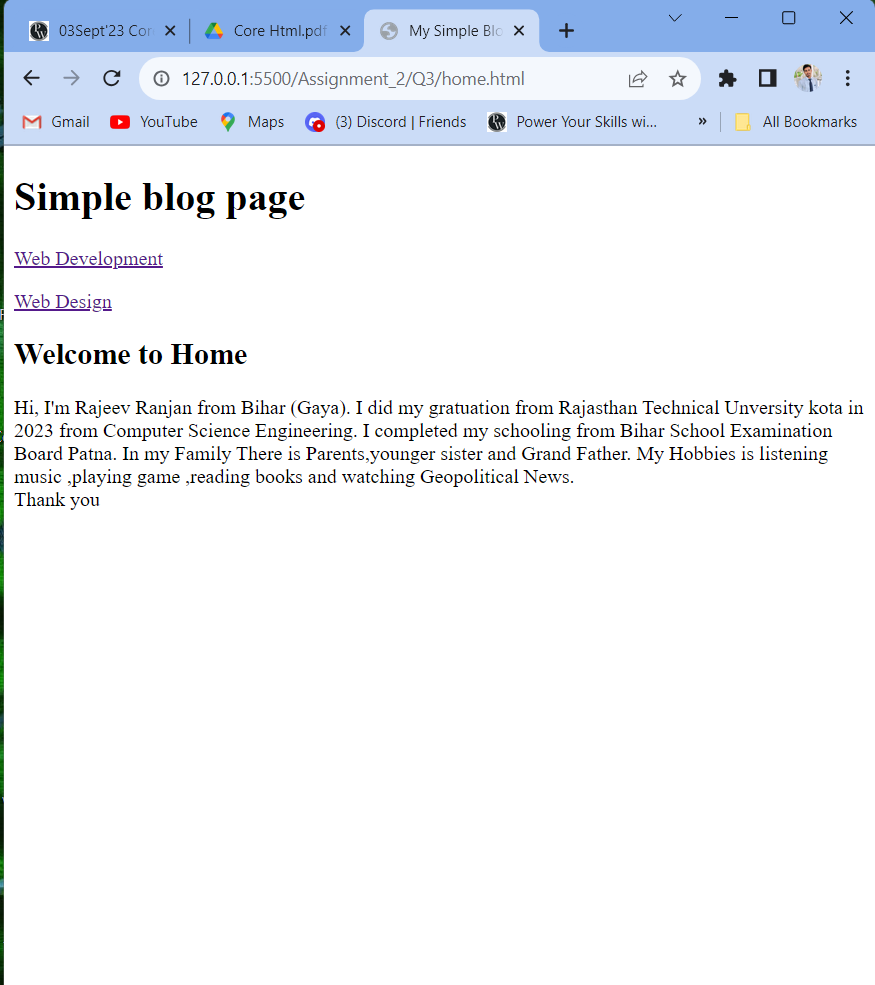 03Sept'23 Cor
Core Html.pdf
My Simple Blo
127.0.0.1:5500/Assignment_2/Q3/home.html
Gmail
YouTube
Maps
(3) Discord | Friends
Power Your Skills wi...
»
All Bookmarks
Simple blog page
Web Development
Web Design
Welcome to Home
Hi, I'm Rajeev Ranjan from Bihar (Gaya). I did my gratuation from Rajasthan Technical Unversity kota in
2023 from Computer Science Engineering. I completed my schooling from Bihar School Examination
Board Patna. In my Family There is Parents,younger sister and Grand Father. My Hobbies is listening
music ,playing game ,reading books and watching Geopolitical News.
Thank you